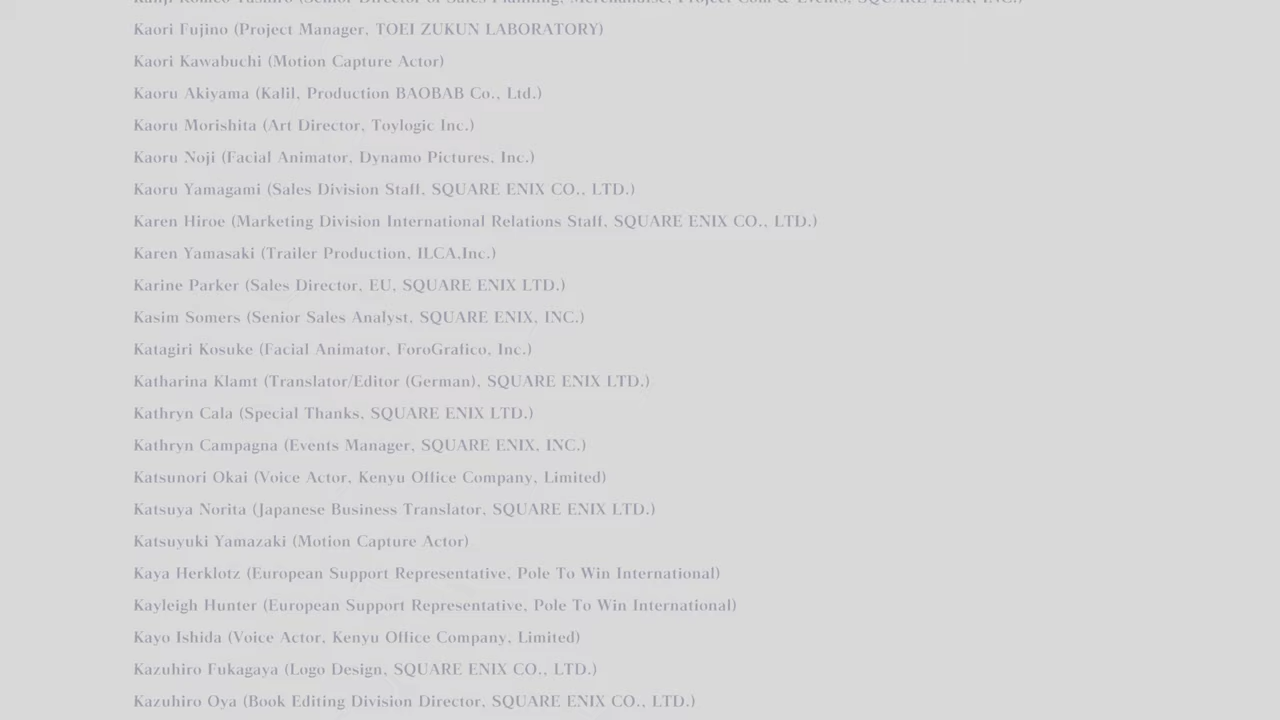 Kaori Fujino (Project Manager, TOEI ZUKUN LABORATORY)
Kaori Kawabuchi (Motion Capture Actor)
Kaoru Akiyama (Kalil, Production BAOBAB Co., Ltd.)
Kaoru Morishita (Art Director, Toylogic Inc.)
Kaoru Noji (Facial Animator, Dynamo Pictures, Inc.)
Kaoru Yamagami (Sales Division Staff, SQUARE ENIX CO., LTD.)
Karen Hiroe (Marketing Division International Relations Staff, SQUARE ENIX CO., LTD.)
Karen Yamasaki (Trailer Production, ILCA,Inc.)
Karine Parker (Sales Director, EU, SQUARE ENIX LTD.)
Kasim Somers (Senior Sales Analyst, SQUARE ENIX, INC.)
Katagiri Kosuke (Facial Animator, ForoGrafico, Inc.)
Katharina Klamt (Translator/Editor (German), SQUARE ENIX LTD.)
Kathryn Cala (Special Thanks, SQUARE ENIX LTD.)
Kathryn Campagna (Events Manager, SQUARE ENIX, INC.)
Katsunori Okai (Voice Actor, Kenyu Office Company, Limited)
Katsuya Norita (Japanese Business Translator, SQUARE ENIX LTD.)
Katsuyuki Yamazaki (Motion Capture Actor)
Kaya Herklotz (European Support Representative, Pole To Win International)
Kayleigh Hunter (European Support Representative, Pole To Win International)
Kayo Ishida (Voice Actor, Kenyu Office Company, Limited)
Kazuhiro Fukagaya (Logo Design, SQUARE ENIX CO., LTD.)
Kazuhiro Oya (Book Editing Division Director, SQUARE ENIX CO., LTD.)